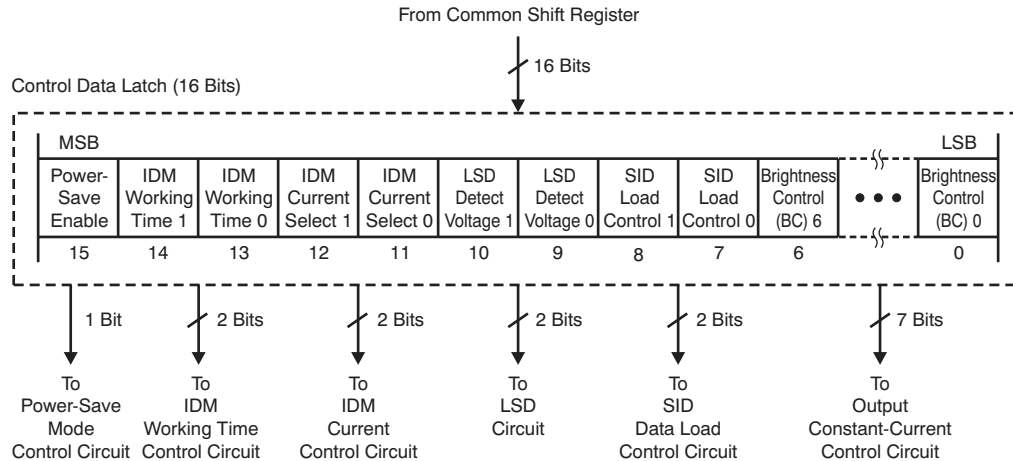 From Common Shift Register
16 Bits
Control Data Latch (16 Bits)
MSB LSB
Power-Save Enable
IDM Working Time 1
IDM Working Time 0
IDM Current Select 1
IDM Current Select 0
LSD Detect Voltage 1
LSD Detect Voltage 0
SID Load Control 1
SID Load Control 0
Brightness Control (BC) 6
Brightness Control (BC) 0
15 14 13 12 11 10 9 8 7 6 0
1 Bit 2 Bits 2 Bits 2 Bits 2 Bits 7 Bits
To Power-Save Mode Control Circuit
To IDM Working Time Control Circuit
To IDM Current Control Circuit
To LSD Circuit
To SID Data Load Control Circuit
To Output Constant-Current Control Circuit